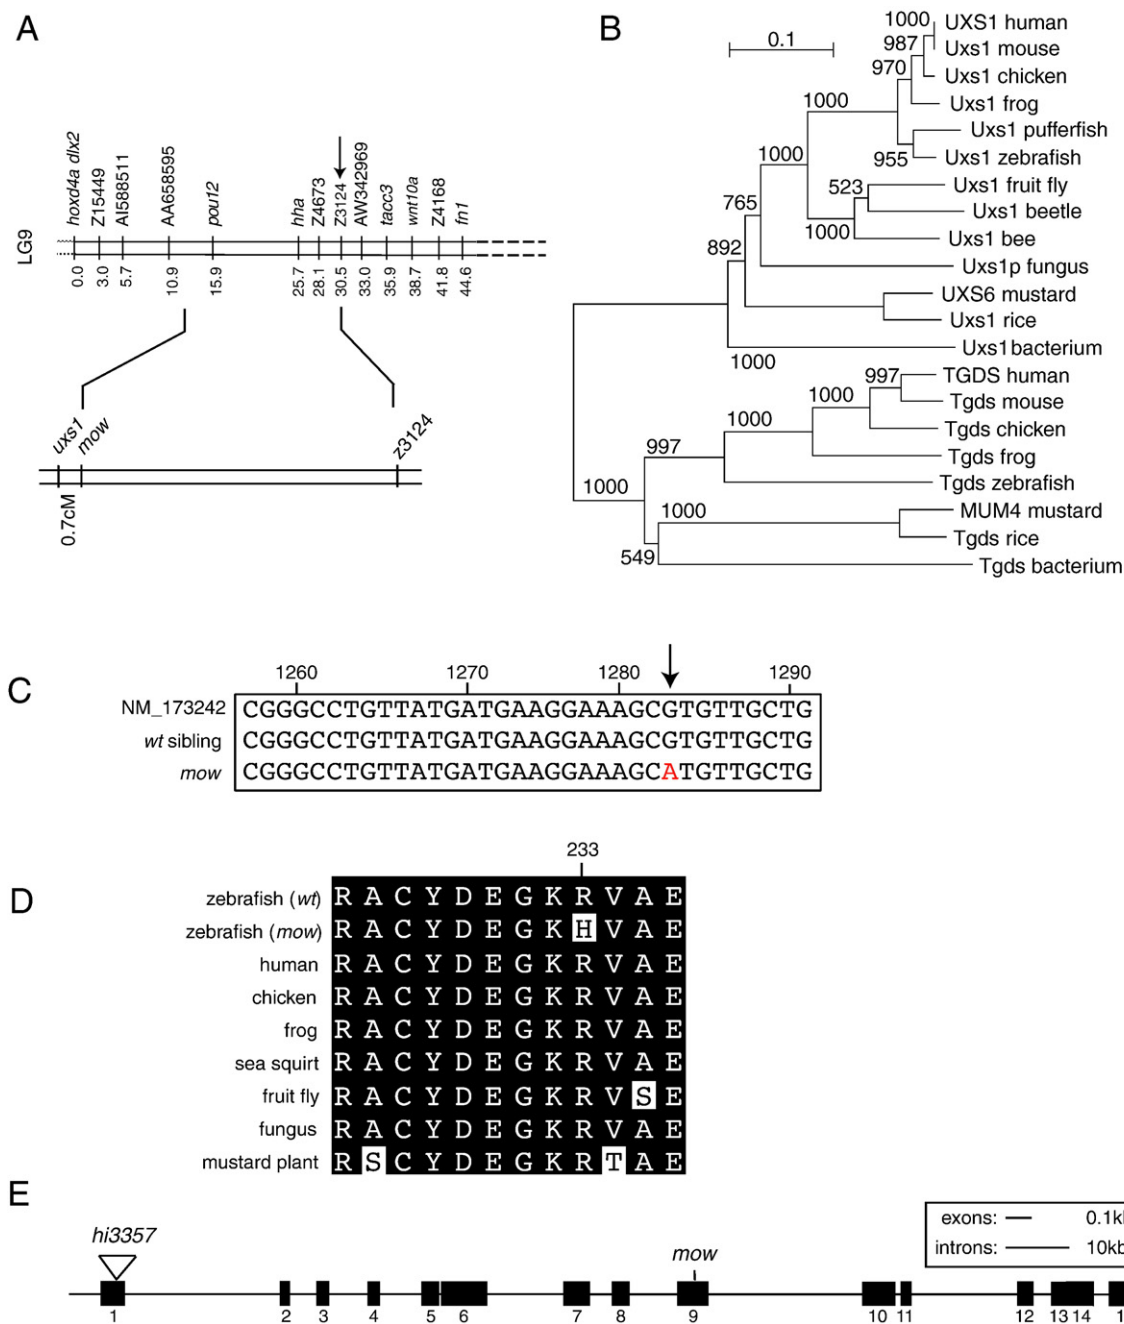 A
LG9
hoxd4a dlx2
Z15449
AI588511
AA658595
pou12
hha
Z4673
Z3124
AW342969
tacc3
wnt10a
Z4168
fn1
0.0
3.0
5.7
10.9
15.9
25.7
28.1
30.5
33.0
35.9
38.7
41.8
44.6
uxs1
mow
z3124
0.7cM
B
0.1
1000
UXS1 human
987
Uxs1 mouse
970
Uxs1 chicken
1000
Uxs1 frog
Uxs1 pufferfish
955
Uxs1 zebrafish
1000
523
Uxs1 fruit fly
765
Uxs1 beetle
1000
Uxs1 bee
892
Uxs1p fungus
UXS6 mustard
Uxs1 rice
Uxs1bacterium
1000
997
TGDS human
1000
Tgds mouse
1000
Tgds chicken
997
Tgds frog
1000
Tgds zebrafish
1000
MUM4 mustard
Tgds rice
549
Tgds bacterium
C
1260 1270 1280 1290
NM_173242 CGGGCCTGTTATGATGAAGGAAAGCGTGTTGCTG
wt sibling CGGGCCTGTTATGATGAAGGAAAGCGTGTTGCTG
mow CGGGCCTGTTATGATGAAGGAAAGCATGTTGCTG
D
233
zebrafish (wt) R A C Y D E G K R V A E
zebrafish (mow) R A C Y D E G K H V A E
human R A C Y D E G K R V A E
chicken R A C Y D E G K R V A E
frog R A C Y D E G K R V A E
sea squirt R A C Y D E G K R V A E
fruit fly R A C Y D E G K R V S E
fungus R A C Y D E G K R V A E
mustard plant R S C Y D E G K R T A E
E
exons: 0.1k
introns: 10kb
hi3357
mow
1 2 3 4 5 6 7 8 9 10 11 12 13 14 1